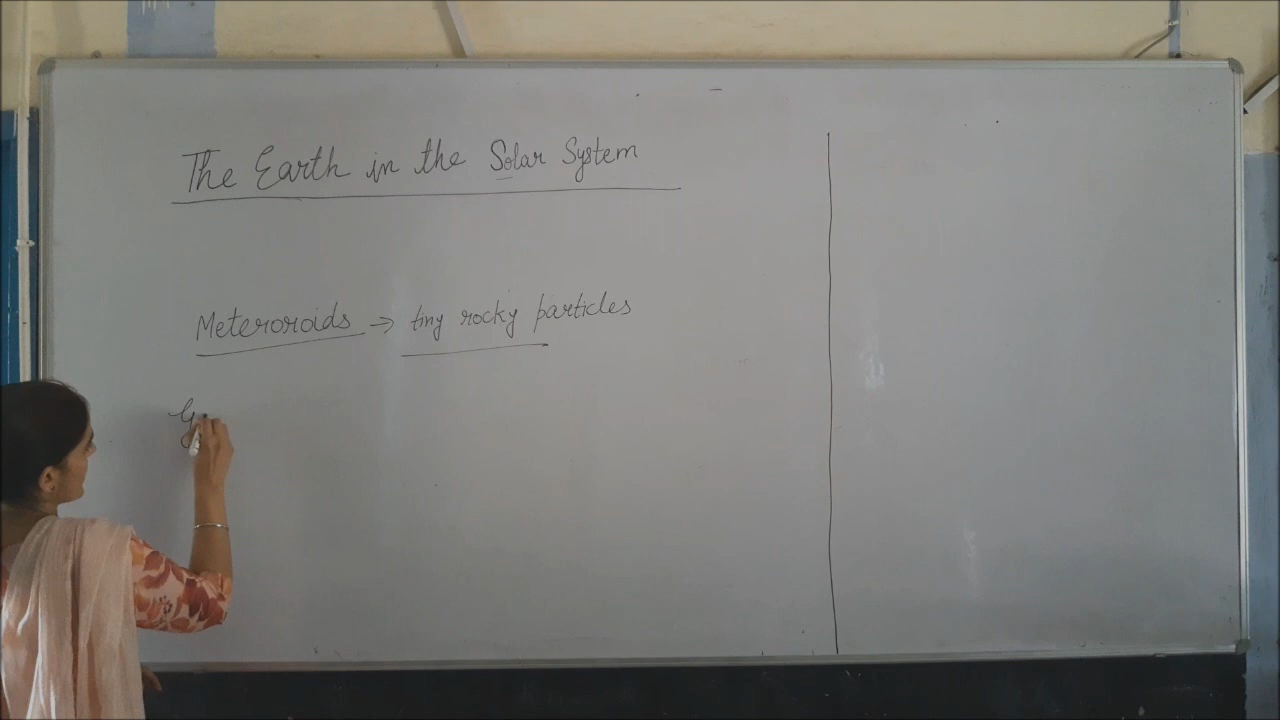 The Earth in the Solar System
Meteroroids → tiny rocky particles